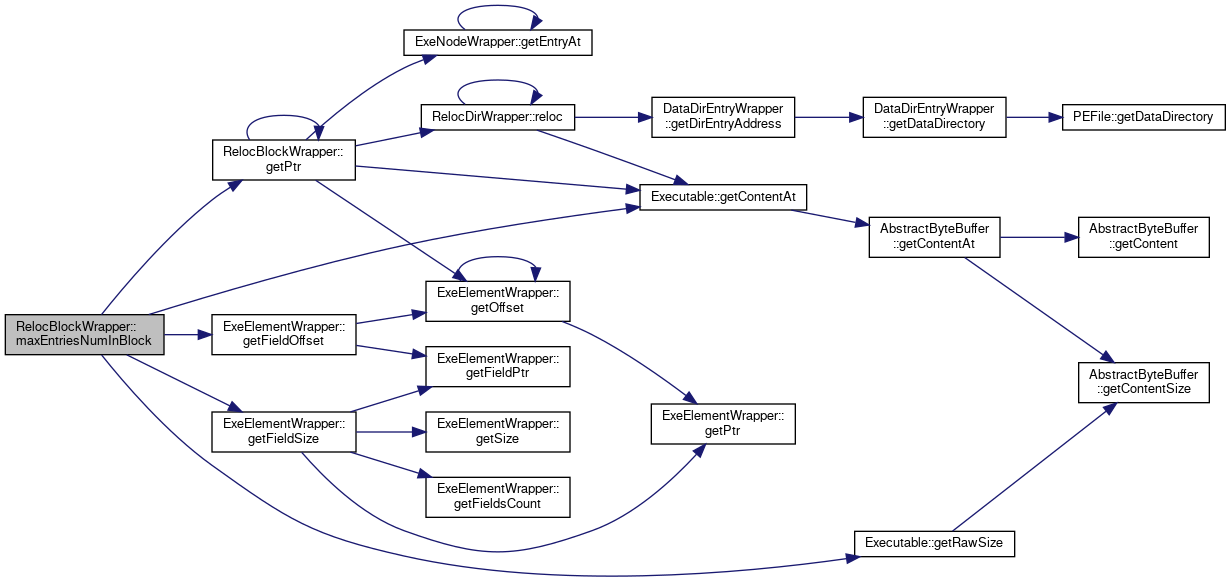 RelocBlockWrapper::
maxEntriesNumInBlock
RelocBlockWrapper::
getPtr
ExeNodeWrapper::getEntryAt
RelocDirWrapper::reloc
DataDirEntryWrapper
::getDirEntryAddress
DataDirEntryWrapper
::getDataDirectory
PEFile::getDataDirectory
Executable::getContentAt
AbstractByteBuffer
::getContentAt
AbstractByteBuffer
::getContent
AbstractByteBuffer
::getContentSize
ExeElementWrapper::
getOffset
ExeElementWrapper::
getFieldOffset
ExeElementWrapper::
getFieldPtr
ExeElementWrapper::
getPtr
ExeElementWrapper::
getFieldSize
ExeElementWrapper::
getSize
ExeElementWrapper::
getFieldsCount
Executable::getRawSize